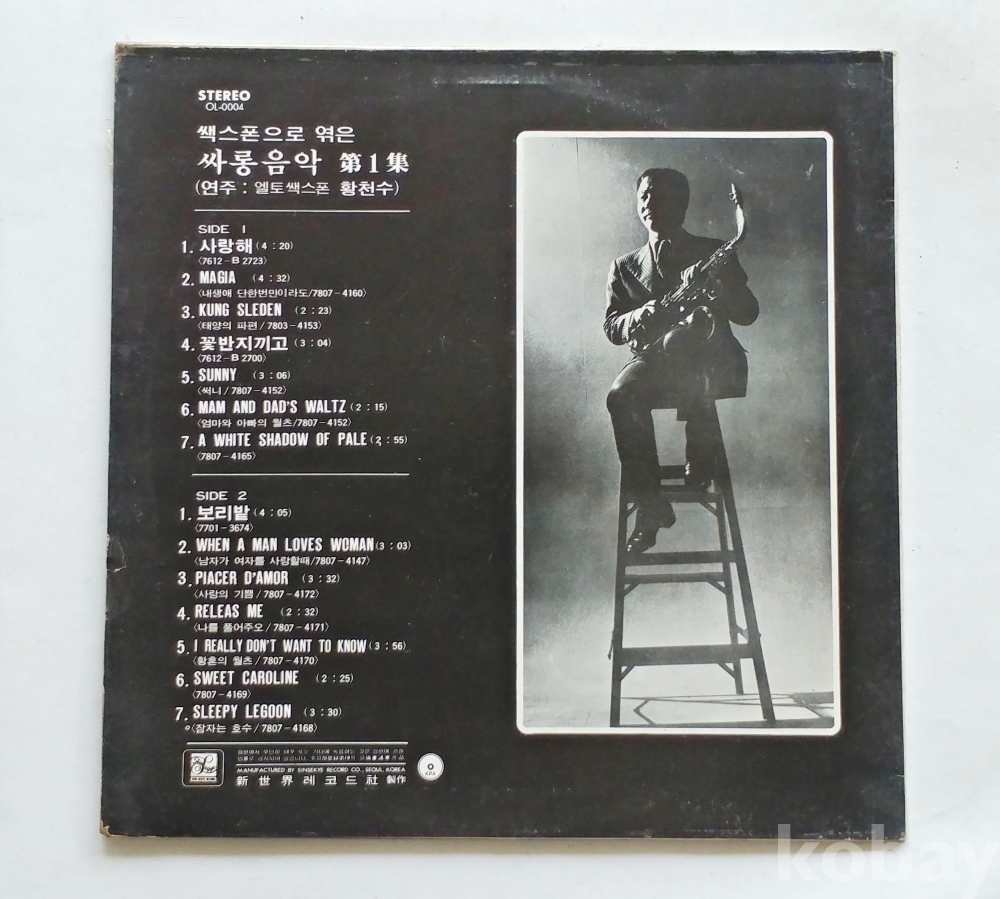 STEREO
OL-0004
쌕스폰으로 엮은
싸롱음악 第1集
(연주 : 엘토쌕스폰 황천수)
SIDE 1
1. 사랑해 (4 : 20)
〈7612-B 2723〉
2. MAGIA (4 : 32)
〈내생애 단한번만이라도/7807-4160〉
3. KUNG SLEDEN (2 : 23)
〈태양의 파편/7803-4153〉
4. 꽃반지끼고 (3 : 04)
〈7612-B 2700〉
5. SUNNY (3 : 06)
〈써니/7807-4152〉
6. MAM AND DAD'S WALTZ (2 : 15)
〈엄마와 아빠의 월츠/7807-4152〉
7. A WHITE SHADOW OF PALE (2 : 55)
〈7807-4165〉
SIDE 2
1. 보리밭 (4 : 05)
〈7701-3674〉
2. WHEN A MAN LOVES WOMAN (3 : 03)
〈남자가 여자를 사랑할때/7807-4147〉
3. PIACER D'AMOR (3 : 32)
〈사랑의 기쁨/7807-4172〉
4. RELEAS ME (2 : 32)
〈나를 풀어주오/7807-4171〉
5. I REALLY DON'T WANT TO KNOW (3 : 56)
〈황혼의 월츠/7807-4170〉
6. SWEET CAROLINE (2 : 25)
〈7807-4169〉
7. SLEEPY LEGOON (3 : 30)
〈잠자는 호수/7807-4168〉
MANUFACTURED BY SINSEKYE RECORD CO., SEOUL, KOREA
新世界레코드社 製作
KPA
kobay